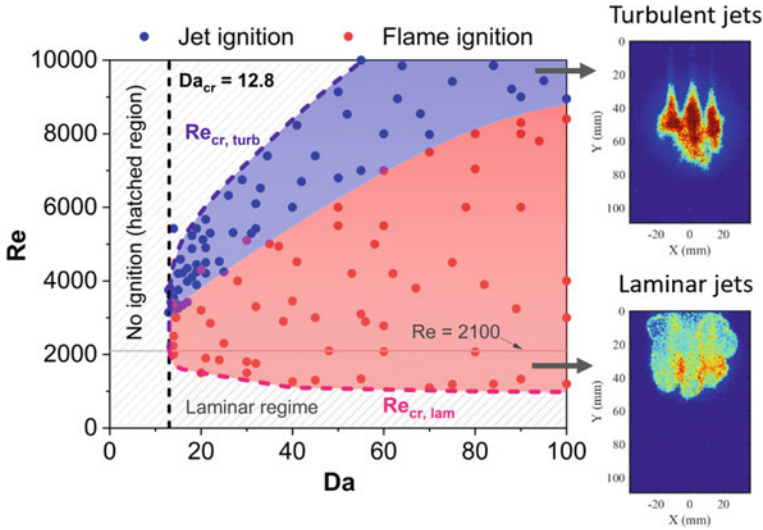 Jet ignition
Flame ignition
Turbulent jets
10000
8000
6000
4000
2000
0
Re
No ignition (hatched region)
Da_cr = 12.8
Re_cr, turb
Re = 2100
Laminar regime
Re_cr, lam
0
20
40
60
80
100
Da
0
20
40
60
80
100
Y (mm)
-20
0
20
X (mm)
Laminar jets
0
20
40
60
80
100
Y (mm)
-20
0
20
X (mm)